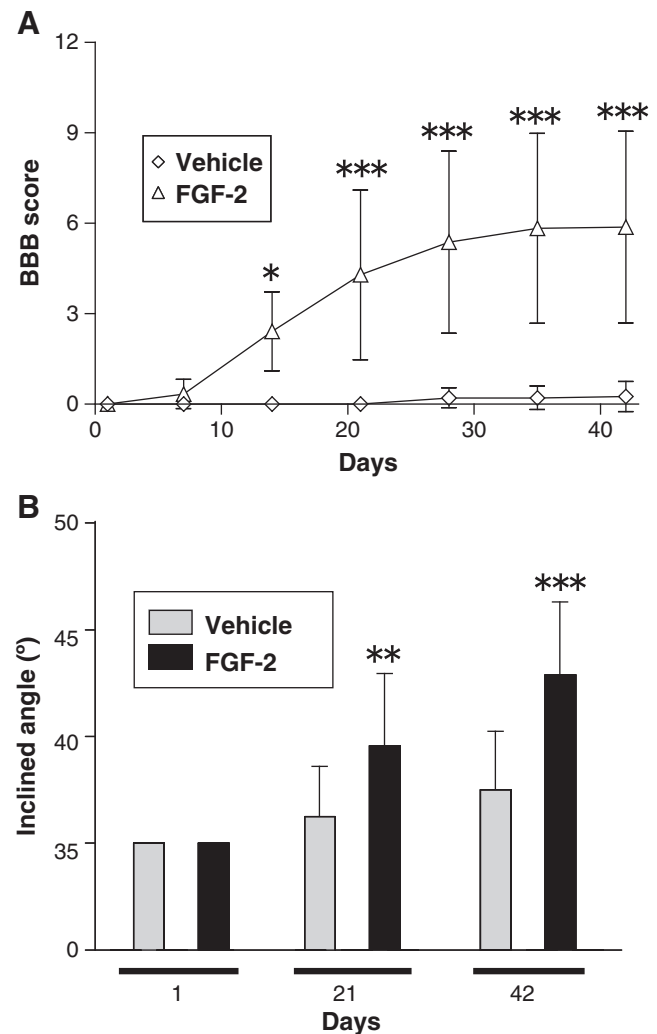 A
12
9
6
3
0
BBB score
Vehicle
FGF-2
*
***
***
***
***
0 10 20 30 40
Days
B
50
45
40
35
0
Inclined angle (º)
Vehicle
FGF-2
**
***
1 21 42
Days